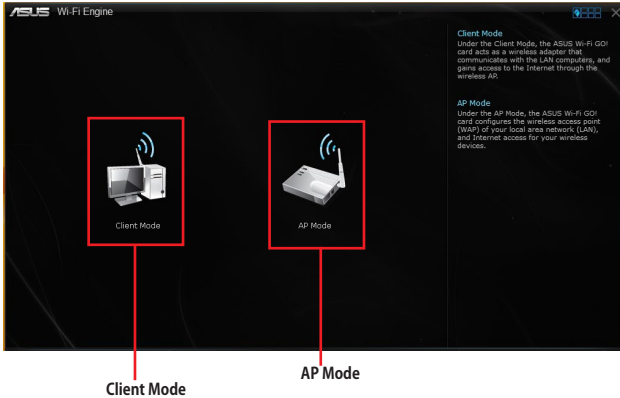 ASUS Wi-Fi Engine
Client Mode
Under the Client Mode, the ASUS Wi-Fi GO!
card acts as a wireless adapter that
communicates with the LAN computers, and
gains access to the Internet through the
wireless AP.
AP Mode
Under the AP Mode, the ASUS Wi-Fi GO!
card configures the wireless access point
(WAP) of your local area network (LAN),
and Internet access for your wireless
devices.
Client Mode
AP Mode
Client Mode
AP Mode